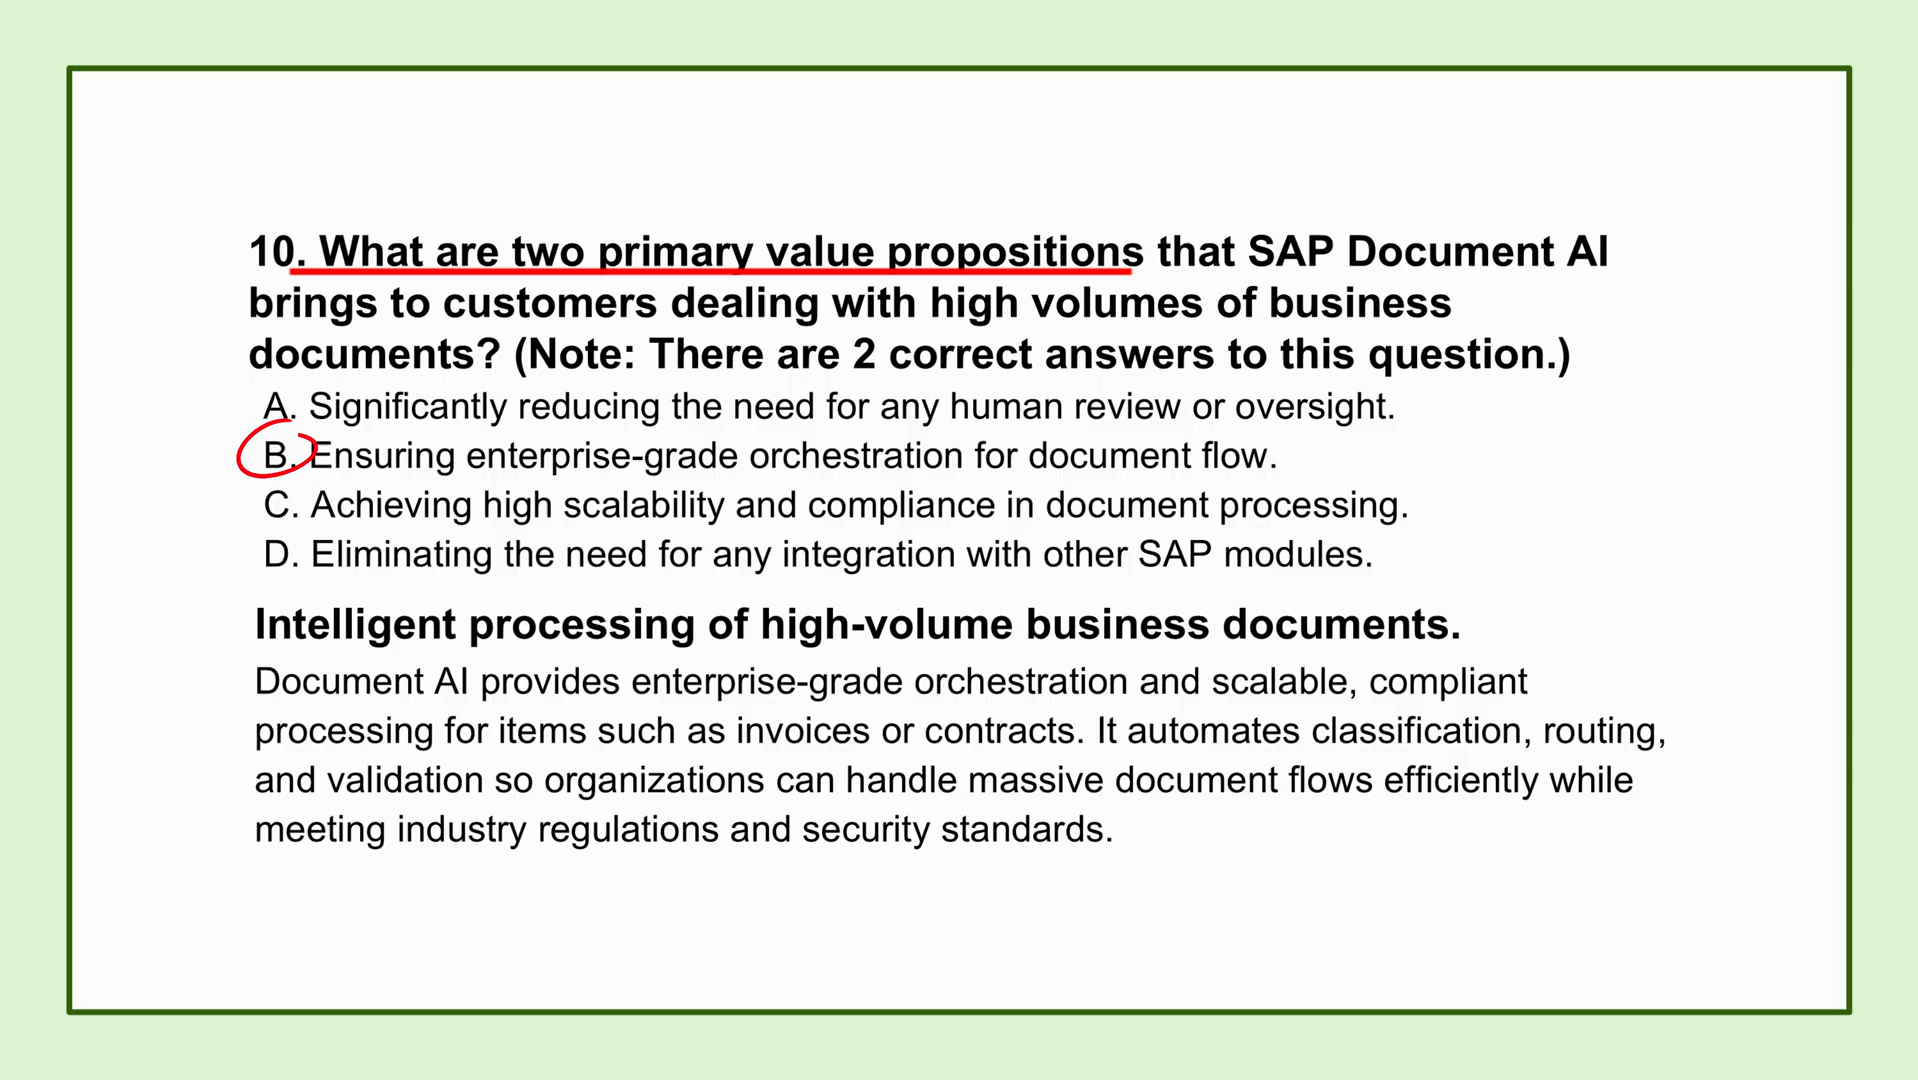 10. What are two primary value propositions that SAP Document AI
brings to customers dealing with high volumes of business
documents? (Note: There are 2 correct answers to this question.)
A. Significantly reducing the need for any human review or oversight.
B. Ensuring enterprise-grade orchestration for document flow.
C. Achieving high scalability and compliance in document processing.
D. Eliminating the need for any integration with other SAP modules.
Intelligent processing of high-volume business documents.
Document AI provides enterprise-grade orchestration and scalable, compliant
processing for items such as invoices or contracts. It automates classification, routing,
and validation so organizations can handle massive document flows efficiently while
meeting industry regulations and security standards.